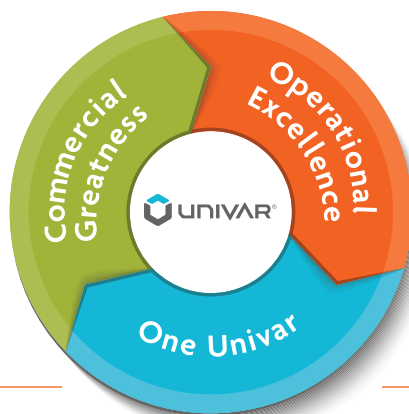 Commercial
Greatness
Operational
Excellence
UNIVAR®
One Univar